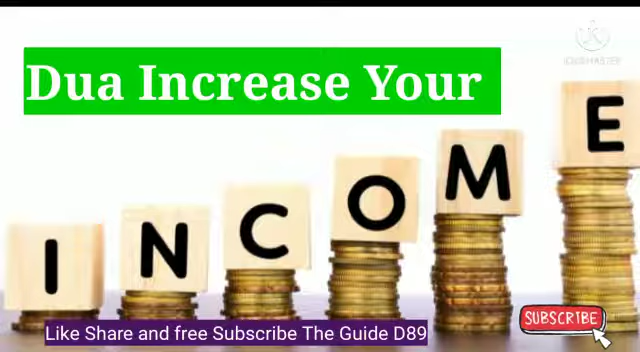 Dua Increase Your
INCOME
Like Share and free Subscribe The Guide D89
SUBSCRIBE